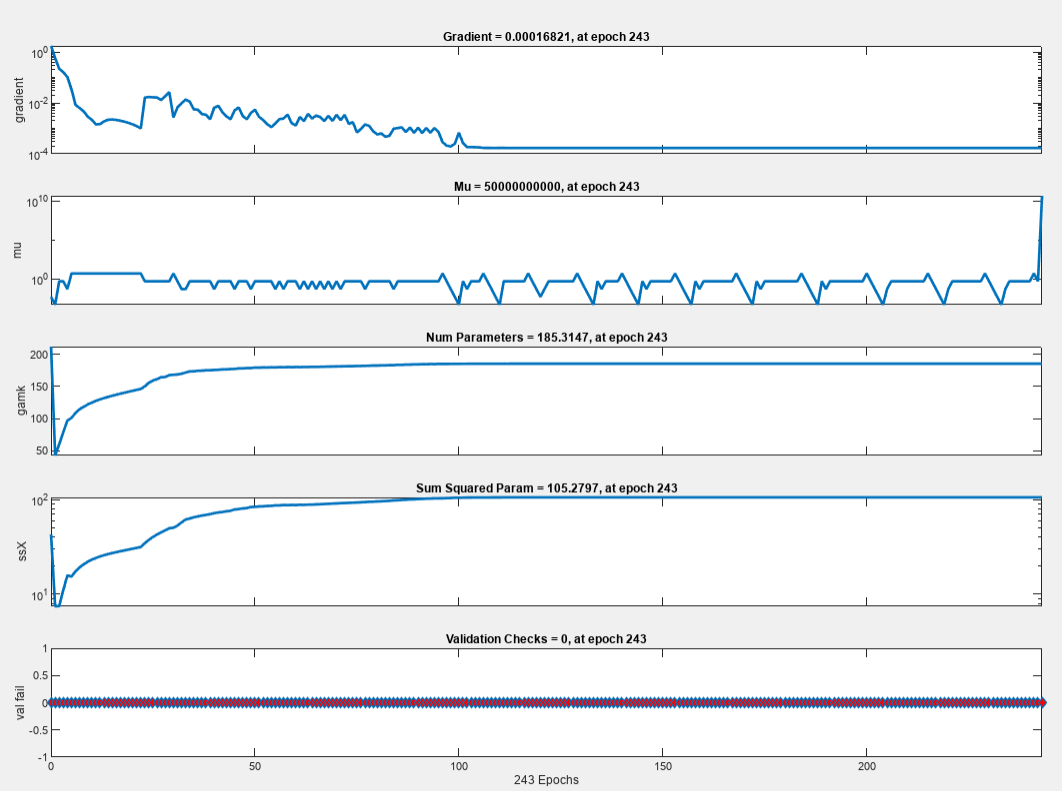 Gradient = 0.00016821, at epoch 243
10^0
10^-2
10^-4
gradient
Mu = 50000000000, at epoch 243
10^10
10^0
mu
Num Parameters = 185.3147, at epoch 243
200
150
100
50
gamk
Sum Squared Param = 105.2797, at epoch 243
10^2
10^1
ssX
Validation Checks = 0, at epoch 243
1
0.5
0
-0.5
-1
val fail
0 50 100 150 200
243 Epochs